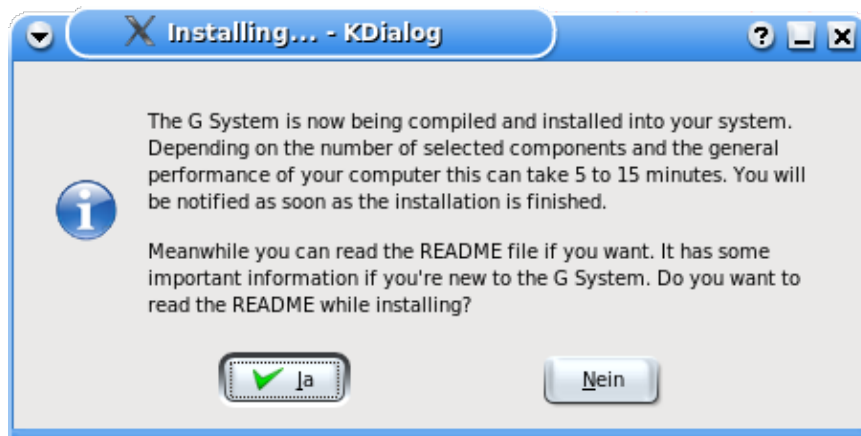 Installing... - KDialog
The G System is now being compiled and installed into your system.
Depending on the number of selected components and the general
performance of your computer this can take 5 to 15 minutes. You will
be notified as soon as the installation is finished.
Meanwhile you can read the README file if you want. It has some
important information if you're new to the G System. Do you want to
read the README while installing?
Ja
Nein